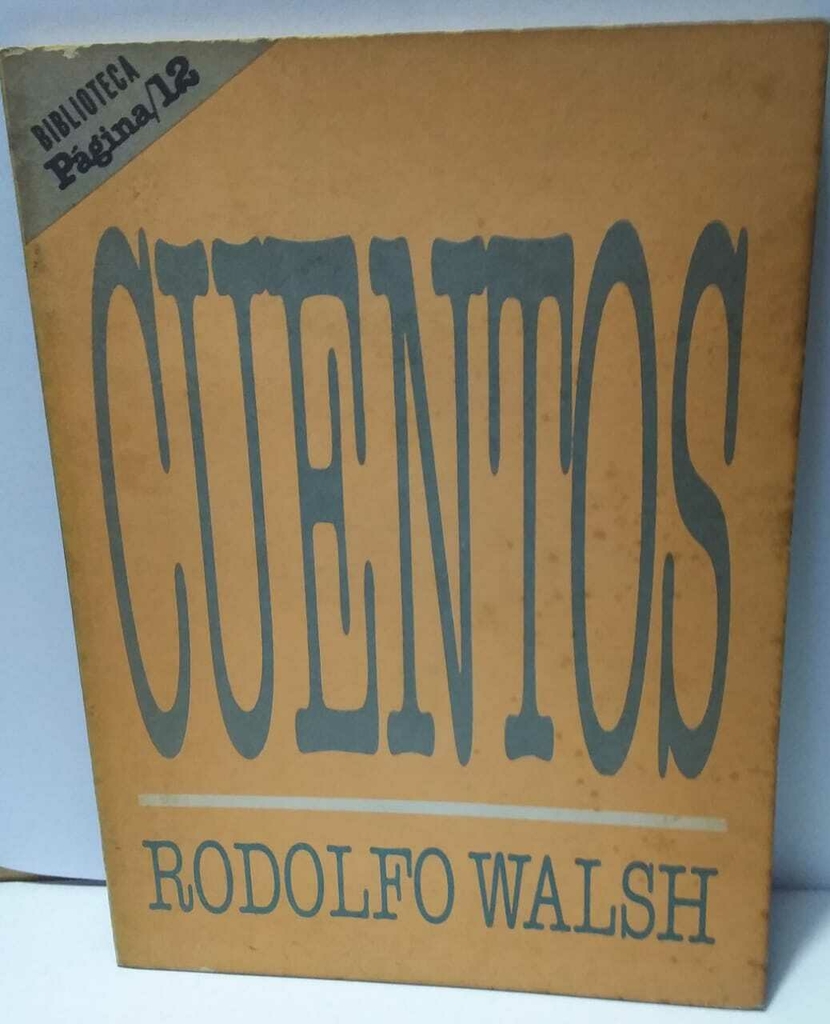 BIBLIOTECA
Página/12
CUENTOS
RODOLFO WALSH